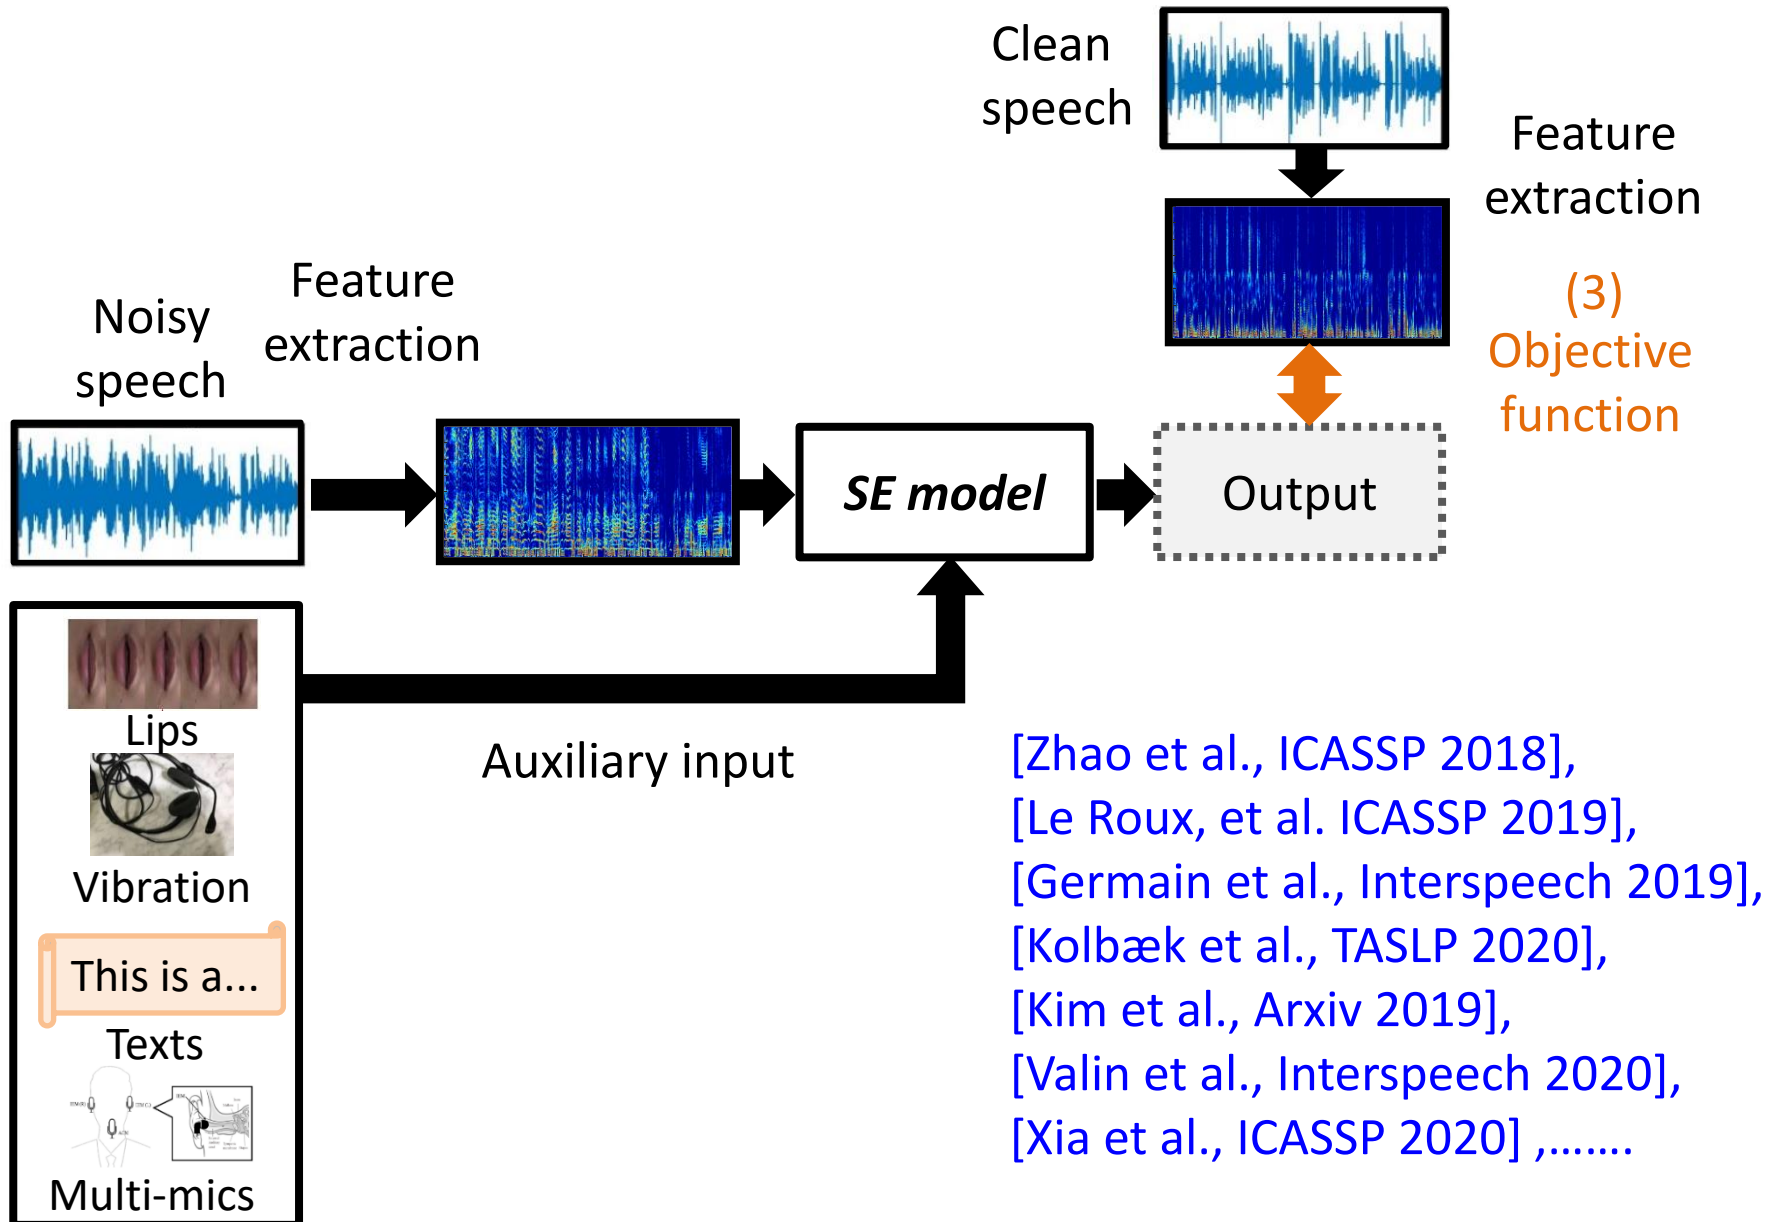 Clean
speech
Feature
extraction
(3)
Objective
function
Feature
extraction
Noisy
speech
SE model
Output
Lips
Vibration
This is a...
Texts
Multi-mics
Auxiliary input
[Zhao et al., ICASSP 2018],
[Le Roux, et al. ICASSP 2019],
[Germain et al., Interspeech 2019],
[Kolbæk et al., TASLP 2020],
[Kim et al., Arxiv 2019],
[Valin et al., Interspeech 2020],
[Xia et al., ICASSP 2020] ,.......